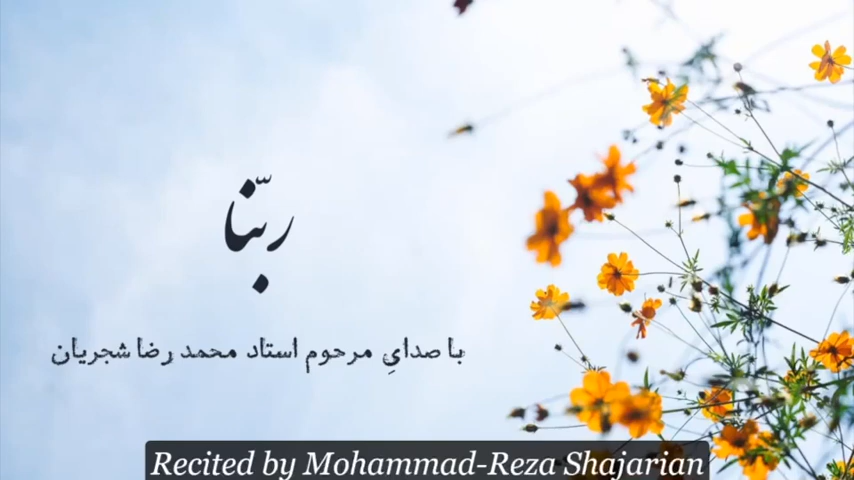 ربّنا
با صدایِ مرحوم استاد محمد رضا شجریان
Recited by Mohammad-Reza Shajarian